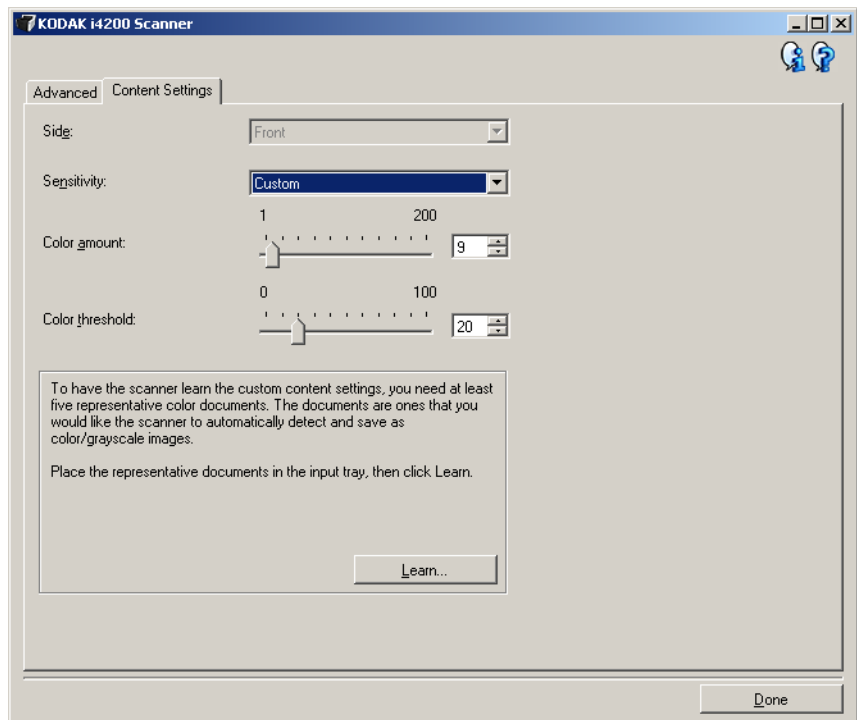 KODAK i4200 Scanner
Advanced
Content Settings
Side:
Front
Sensitivity:
Custom
1 200
Color amount:
9
0 100
Color threshold:
20
To have the scanner learn the custom content settings, you need at least
five representative color documents. The documents are ones that you
would like the scanner to automatically detect and save as
color/grayscale images.
Place the representative documents in the input tray, then click Learn.
Learn...
Done